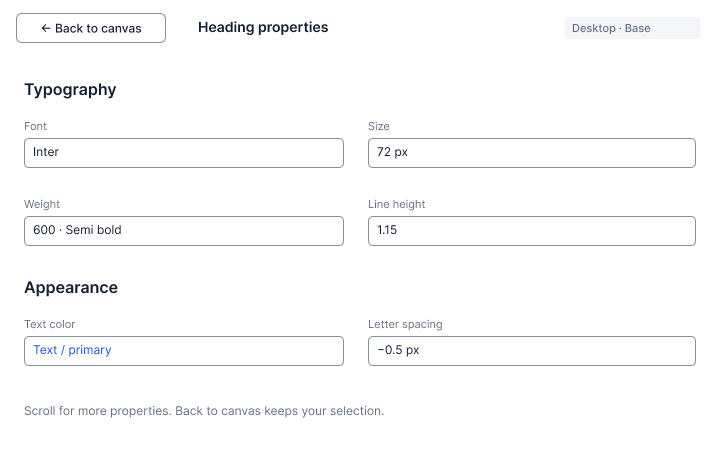 ← Back to canvas
Heading properties
Desktop · Base
Typography
Font
Size
Inter
72 px
Weight
Line height
600 · Semi bold
1.15
Appearance
Text color
Letter spacing
Text / primary
−0.5 px
Scroll for more properties. Back to canvas keeps your selection.